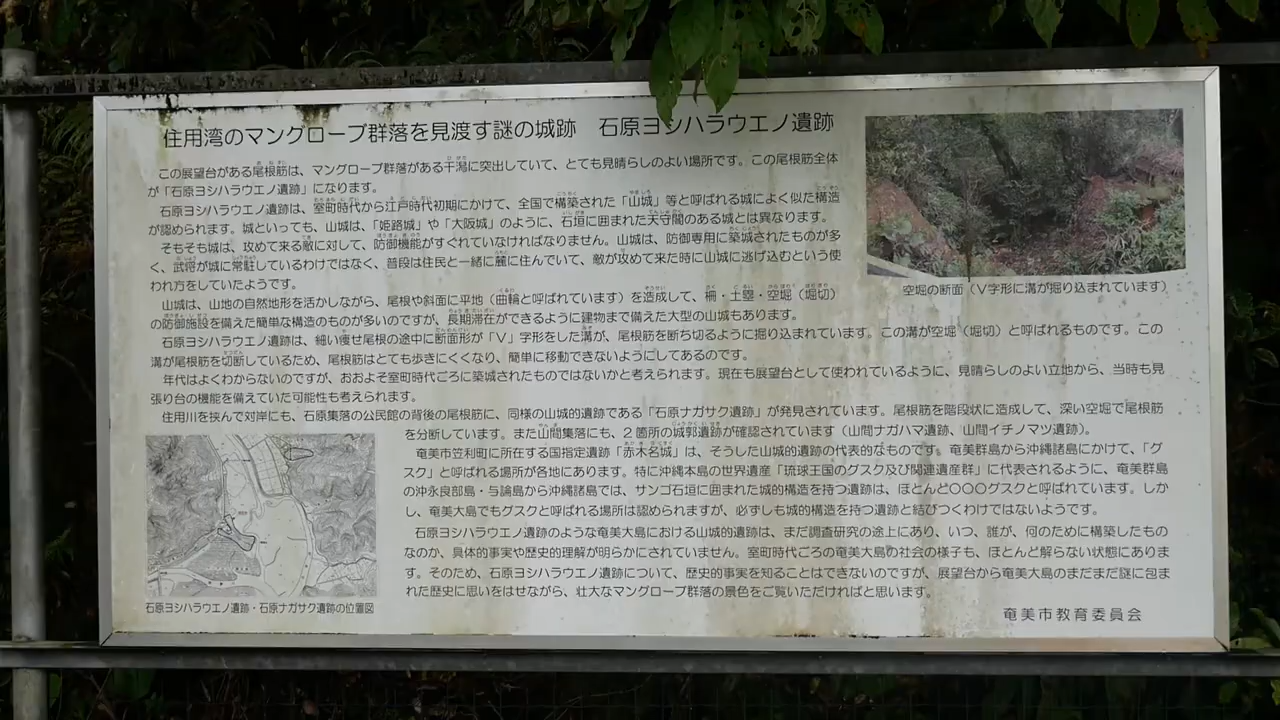 住用湾のマングローブ群落を見渡す謎の城跡　石原ヨシハラウエノ遺跡
この展望台がある尾根筋は、マングローブ群落がある干潟に突出していて、とても見晴らしのよい場所です。この尾根筋全体
が「石原ヨシハラウエノ遺跡」になります。
石原ヨシハラウエノ遺跡は、室町時代から江戸時代初期にかけて、全国で構築された「山城」等と呼ばれる城によく似た構造
が認められます。城といっても、山城は、「姫路城」や「大阪城」のように、石垣に囲まれた天守閣のある城とは異なります。
そもそも城は、攻めて来る敵に対して、防御機能がすぐれていなければなりません。山城は、防御専用に築城されたものが多
く、武将が城に常駐しているわけではなく、普段は住民と一緒に麓に住んでいて、敵が攻めて来た時に山城に逃げ込むという使
われ方をしていたようです。
山城は、山地の自然地形を活かしながら、尾根や斜面に平地（曲輪と呼ばれています）を造成して、柵・土塁・空堀（堀切）
の防御施設を備えた簡単な構造のものが多いのですが、長期滞在ができるように建物まで備えた大型の山城もあります。
石原ヨシハラウエノ遺跡は、細い痩せ尾根の途中に断面形が「V」字形をした溝が、尾根筋を断ち切るように掘り込まれています。この溝が空堀（堀切）と呼ばれるものです。この
溝が尾根筋を切断しているため、尾根筋はとても歩きにくくなり、簡単に移動できないようにしてあるのです。
年代はよくわからないのですが、おおよそ室町時代ごろに築城されたものではないかと考えられます。現在も展望台として使われているように、見晴らしのよい立地から、当時も見
張り台の機能を備えていた可能性も考えられます。
住用川を挟んで対岸にも、石原集落の公民館の背後の尾根筋に、同様の山城的遺跡である「石原ナガサク遺跡」が発見されています。尾根筋を階段状に造成して、深い空堀で尾根筋
を分断しています。また山間集落にも、２箇所の城郭遺跡が確認されています（山間ナガハマ遺跡、山間イチノマツ遺跡）。
奄美市笠利町に所在する国指定遺跡「赤木名城」は、そうした山城的遺跡の代表的なものです。奄美群島から沖縄諸島にかけて、「グ
スク」と呼ばれる場所が各地にあります。特に沖縄本島の世界遺産「琉球王国のグスク及び関連遺産群」に代表されるように、奄美群島
の沖永良部島・与論島から沖縄諸島では、サンゴ石垣に囲まれた城的構造を持つ遺跡は、ほとんど〇〇〇グスクと呼ばれています。しか
し、奄美大島でもグスクと呼ばれる場所は認められますが、必ずしも城的構造を持つ遺跡と結びつくわけではないようです。
石原ヨシハラウエノ遺跡のような奄美大島における山城的遺跡は、まだ調査研究の途上にあり、いつ、誰が、何のために構築したもの
なのか、具体的事実や歴史的理解が明らかにされていません。室町時代ごろの奄美大島の社会の様子も、ほとんど解らない状態にありま
す。そのため、石原ヨシハラウエノ遺跡について、歴史的事実を知ることはできないのですが、展望台から奄美大島のまだまだ謎に包ま
れた歴史に思いをはせながら、壮大なマングローブ群落の景色をご覧いただければと思います。
奄美市教育委員会
空堀の断面（V字形に溝が掘り込まれています）
石原ヨシハラウエノ遺跡・石原ナガサク遺跡の位置図